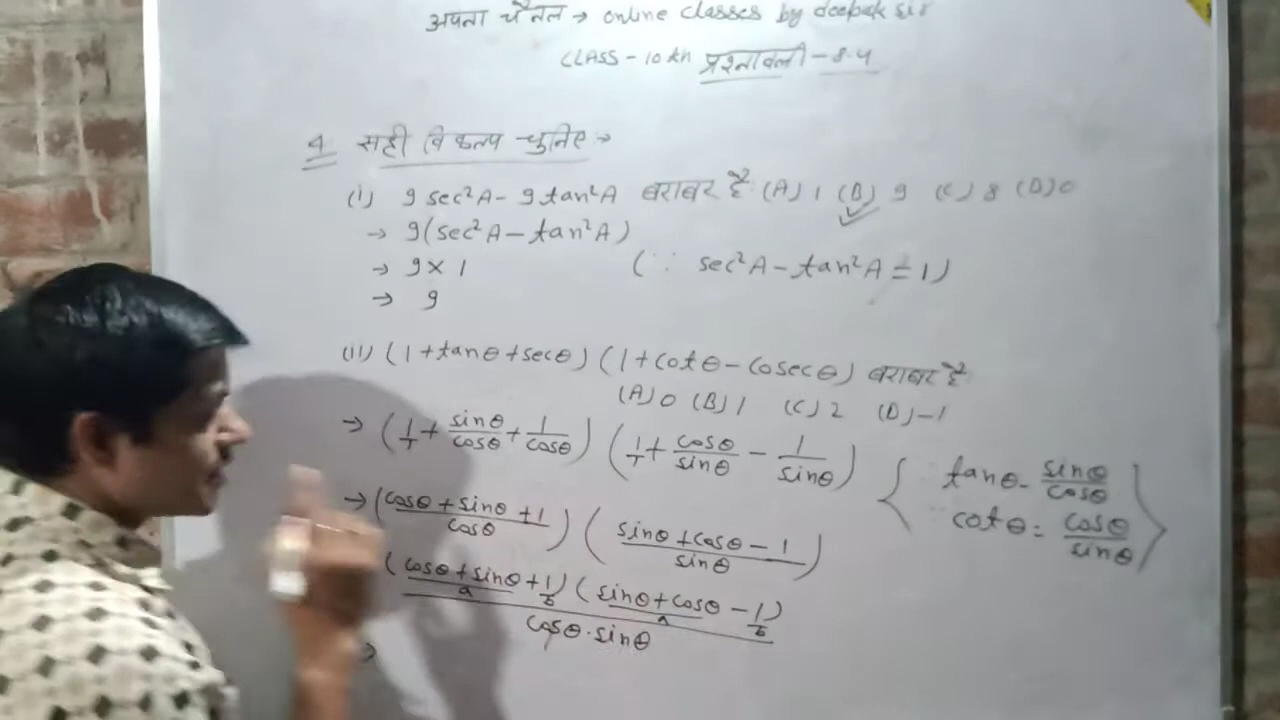 अपना चैनल → online classes by deepak sir
CLASS - 10th प्रश्नावली - 8.4
4 सही विकल्प चुनिए →
(i) 9 sec²A - 9 tan²A बराबर है: (A) 1 (B) 9 (C) 8 (D) 0
→ 9(sec²A - tan²A)
→ 9 × 1 (∵ sec²A - tan²A = 1)
→ 9
(ii) (1 + tanθ + secθ) (1 + cotθ - cosecθ) बराबर है
(A) 0 (B) 1 (C) 2 (D) -1
→ (1/1 + sinθ/cosθ + 1/cosθ) (1/1 + cosθ/sinθ - 1/sinθ) { ∵ tanθ = sinθ/cosθ
→ (cosθ + sinθ + 1/cosθ) (sinθ + cosθ - 1/sinθ) ∵ cotθ = cosθ/sinθ }
(cosθ + sinθ + 1) (sinθ + cosθ - 1)
a b a b
cosθ · sinθ
→